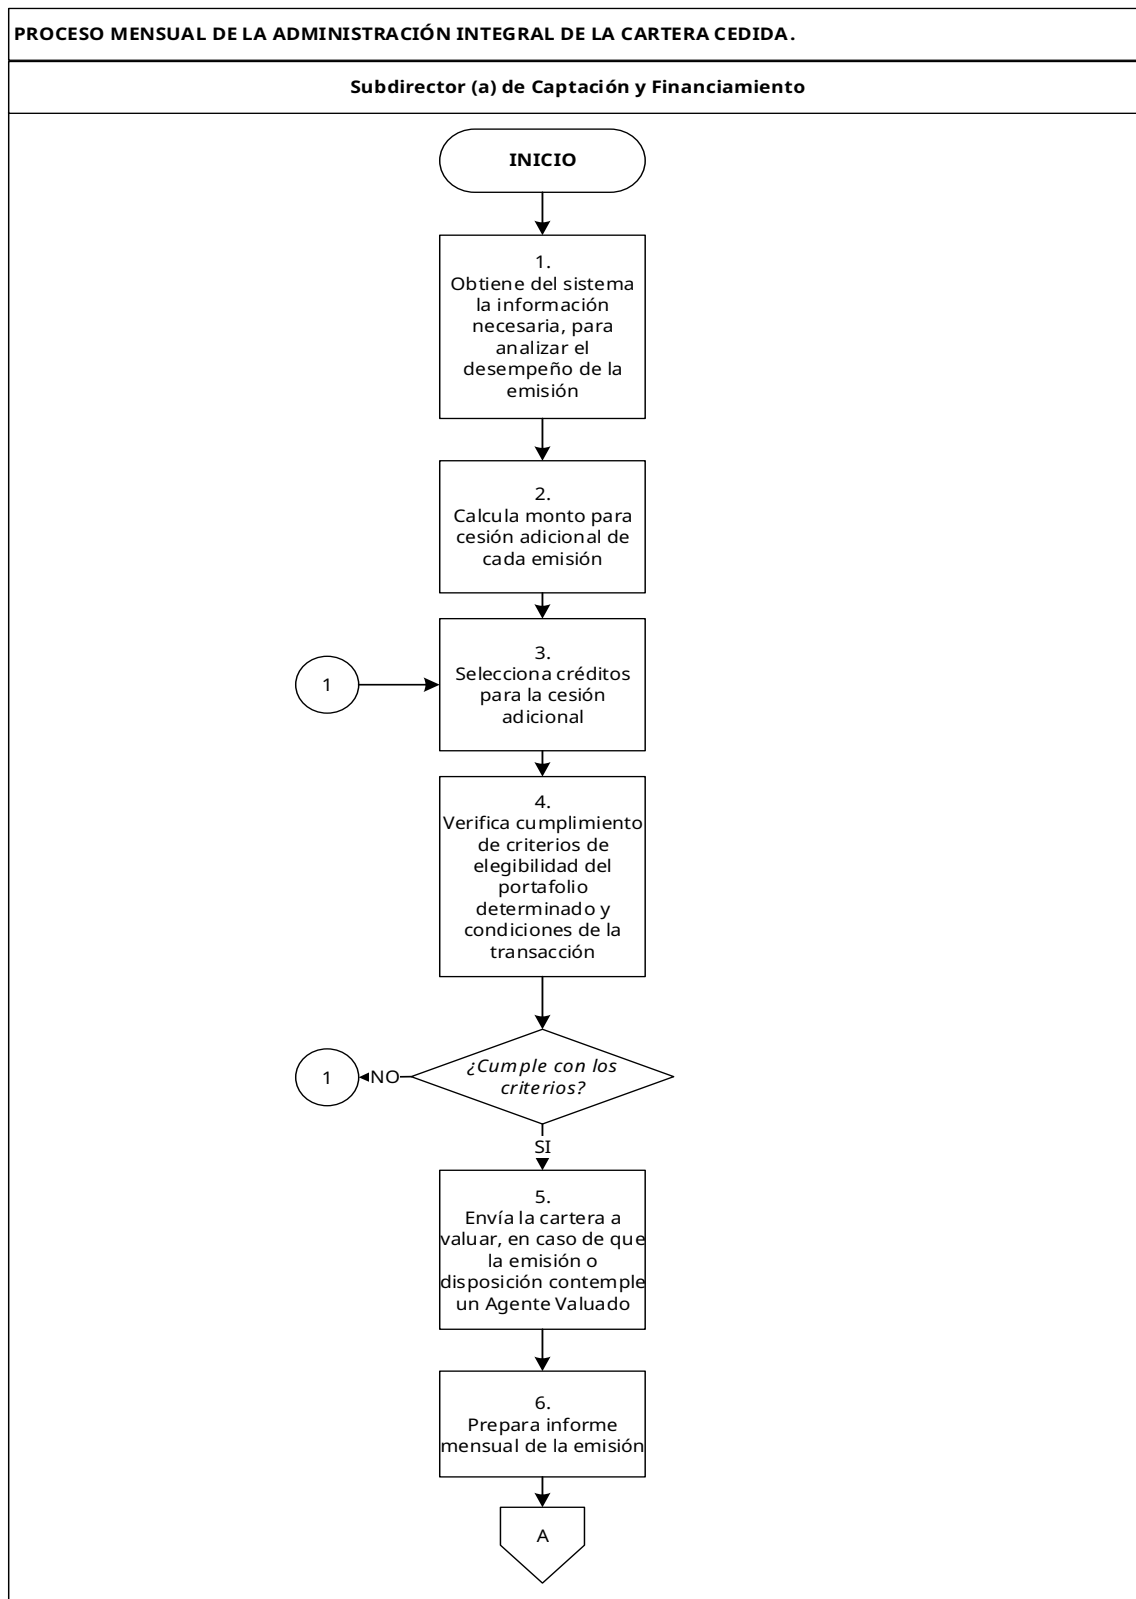 PROCESO MENSUAL DE LA ADMINISTRACIÓN INTEGRAL DE LA CARTERA CEDIDA.
Subdirector (a) de Captación y Financiamiento
INICIO
1.
Obtiene del sistema
la información
necesaria, para
analizar el
desempeño de la
emisión
2.
Calcula monto para
cesión adicional de
cada emisión
1
3.
Selecciona créditos
para la cesión
adicional
4.
Verifica cumplimiento
de criterios de
elegibilidad del
portafolio
determinado y
condiciones de la
transacción
1
NO
¿Cumple con los
criterios?
SI
5.
Envía la cartera a
valuar, en caso de que
la emisión o
disposición contemple
un Agente Valuado
6.
Prepara informe
mensual de la emisión
A